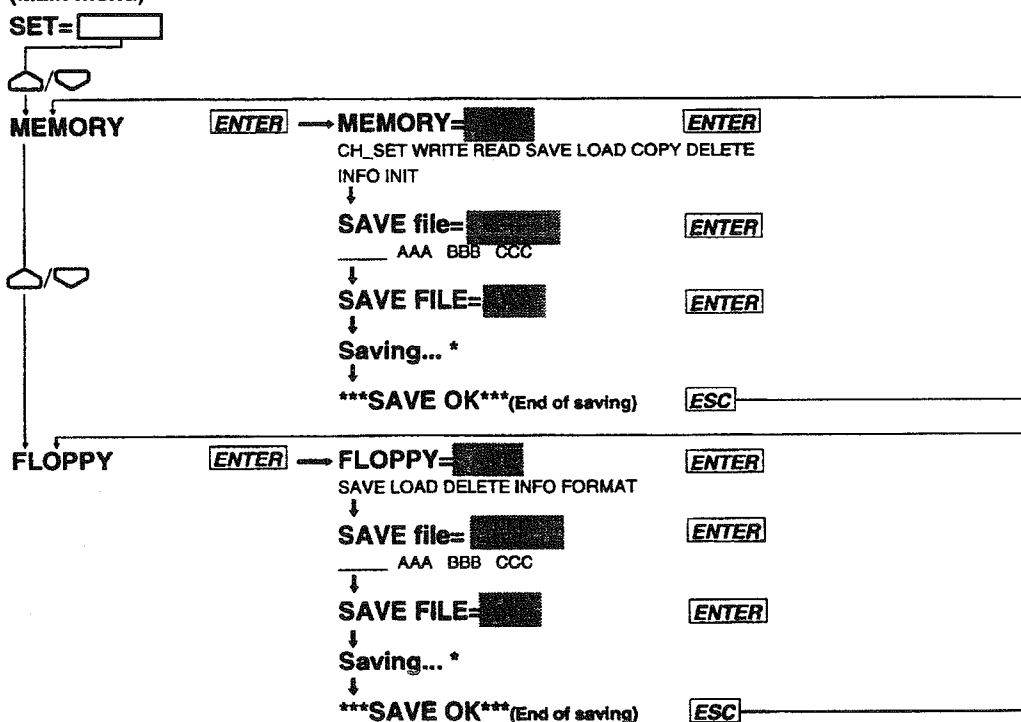 SET=
/
MEMORY ENTER MEMORY= ENTER
CH_SET WRITE READ SAVE LOAD COPY DELETE
INFO INIT
SAVE file= ENTER
_____ AAA BBB CCC
/
SAVE FILE= ENTER
Saving... *
***SAVE OK***(End of saving) ESC
FLOPPY ENTER FLOPPY= ENTER
SAVE LOAD DELETE INFO FORMAT
SAVE file= ENTER
_____ AAA BBB CCC
SAVE FILE= ENTER
Saving... *
***SAVE OK***(End of saving) ESC